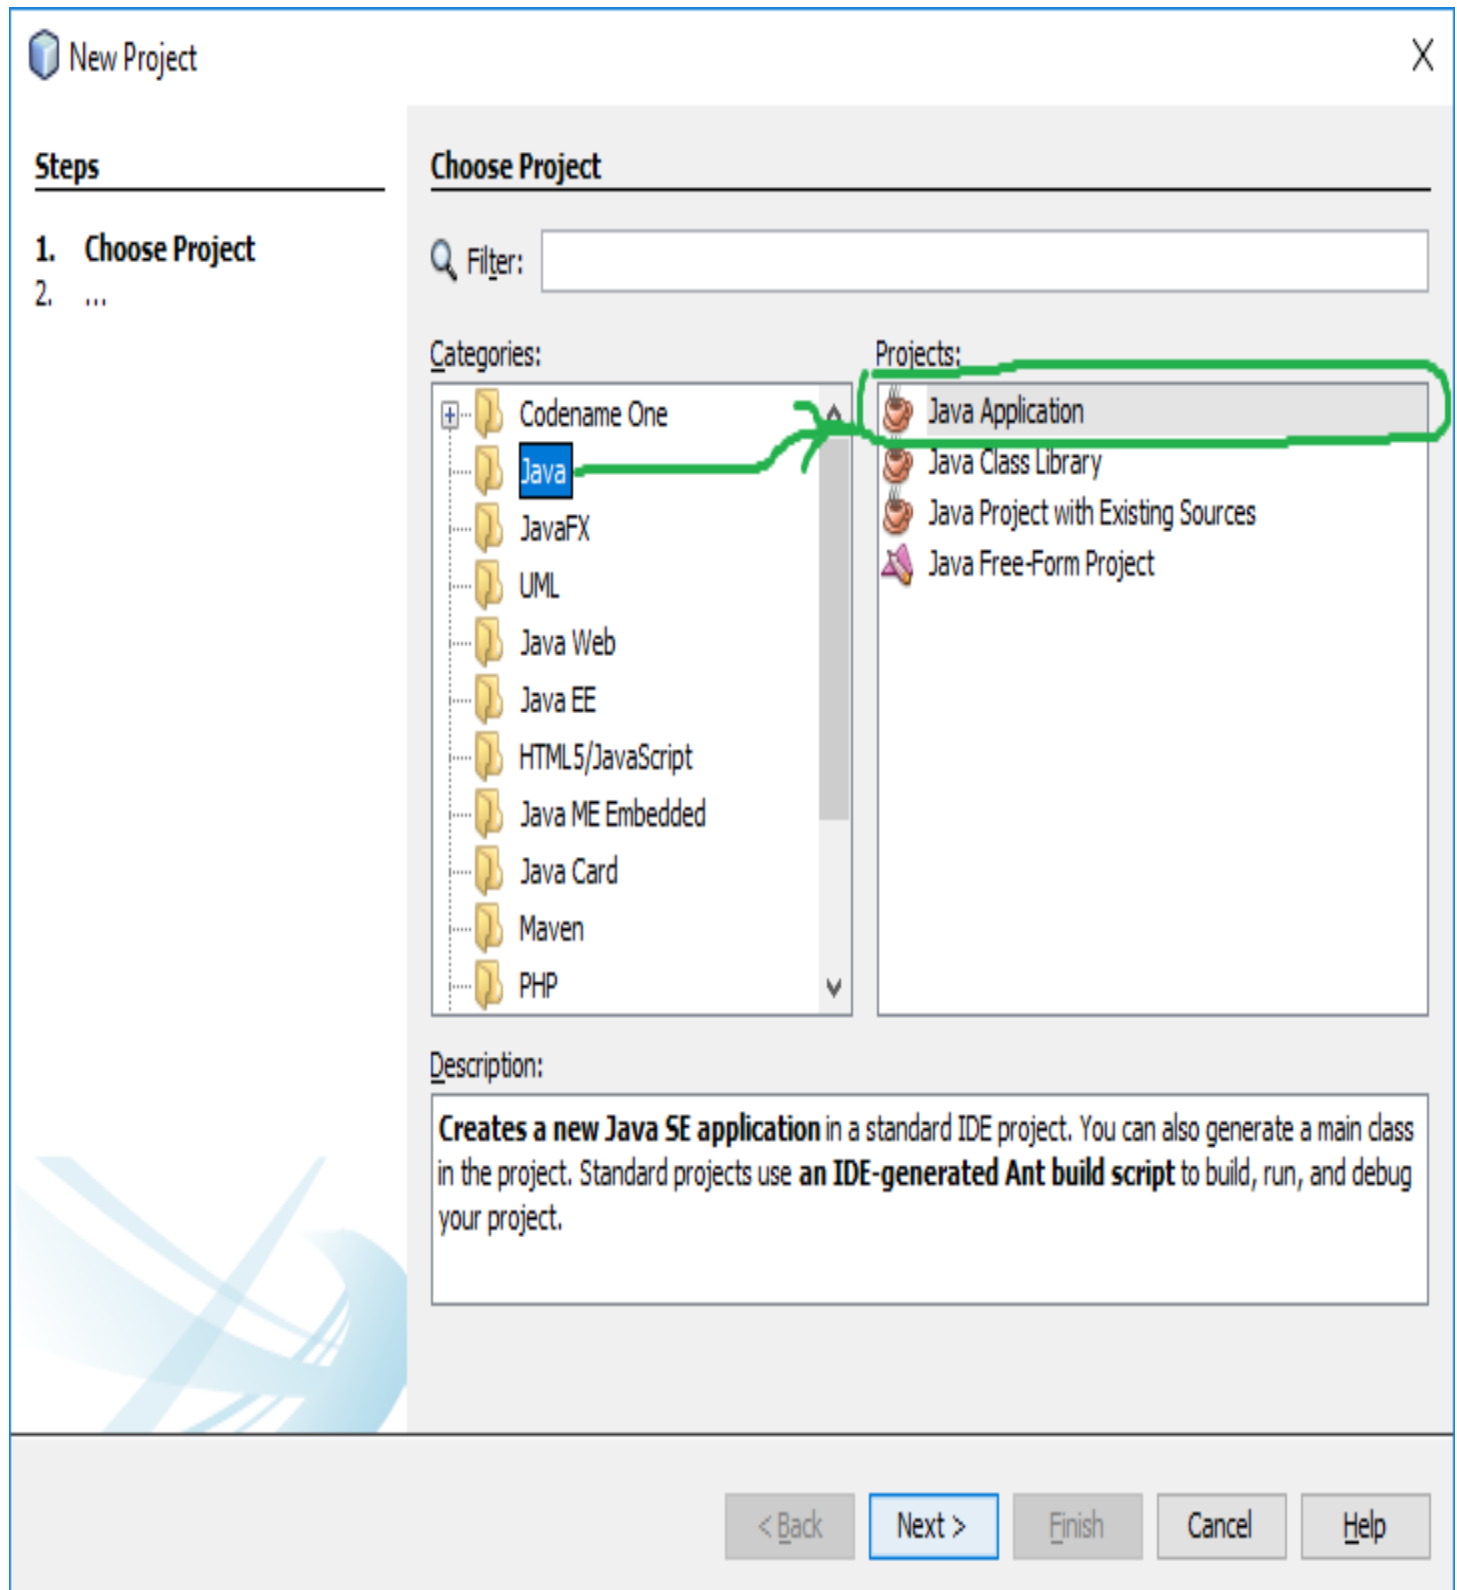 New Project
Steps
1. Choose Project
2. ...
Choose Project
Filter:
Categories:
Codename One
Java
JavaFX
UML
Java Web
Java EE
HTML5/JavaScript
Java ME Embedded
Java Card
Maven
PHP
Projects:
Java Application
Java Class Library
Java Project with Existing Sources
Java Free-Form Project
Description:
Creates a new Java SE application in a standard IDE project. You can also generate a main class
in the project. Standard projects use an IDE-generated Ant build script to build, run, and debug
your project.
< Back
Next >
Finish
Cancel
Help